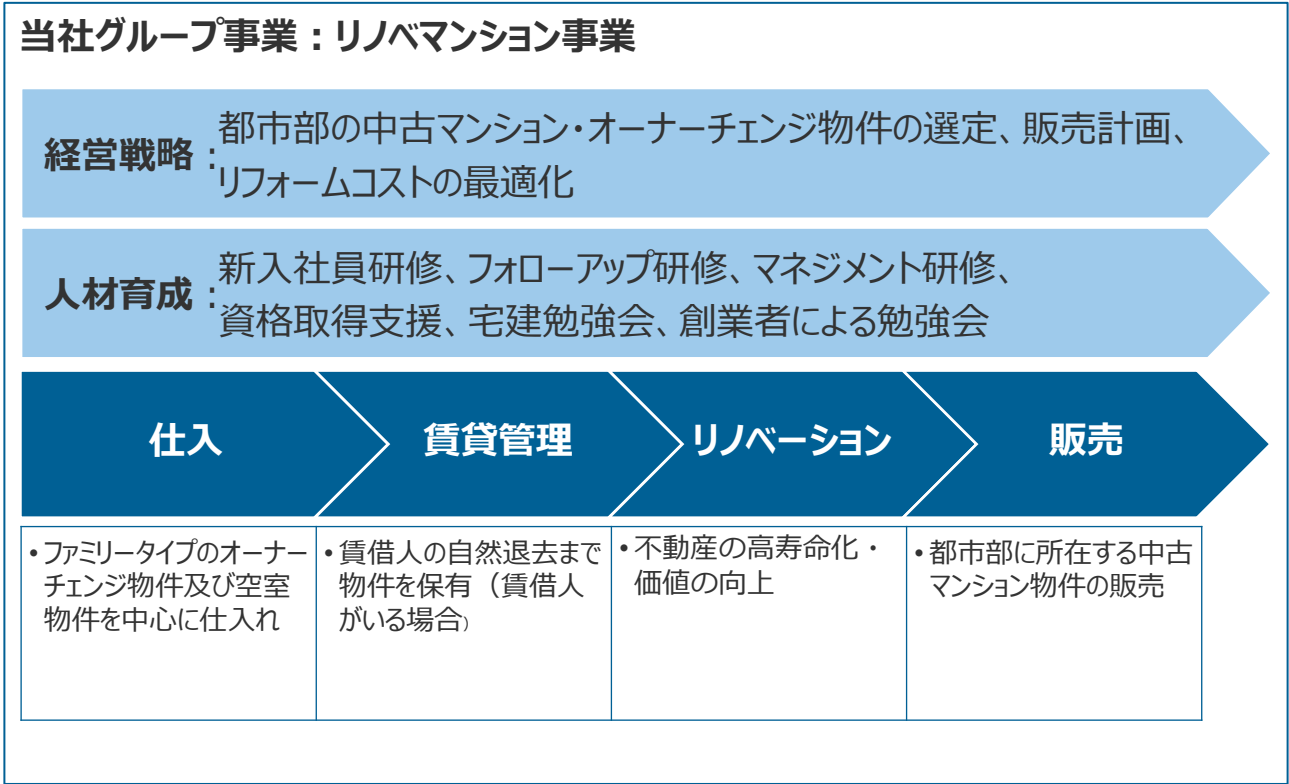 当社グループ事業：リノベマンション事業
経営戦略：都市部の中古マンション・オーナーチェンジ物件の選定、販売計画、
リフォームコストの最適化
人材育成：新入社員研修、フォローアップ研修、マネジメント研修、
資格取得支援、宅建勉強会、創業者による勉強会
仕入
賃貸管理
リノベーション
販売
•ファミリータイプのオーナー
チェンジ物件及び空室
物件を中心に仕入れ
•賃借人の自然退去まで
物件を保有（賃借人
がいる場合）
•不動産の高寿命化・
価値の向上
•都市部に所在する中古
マンション物件の販売